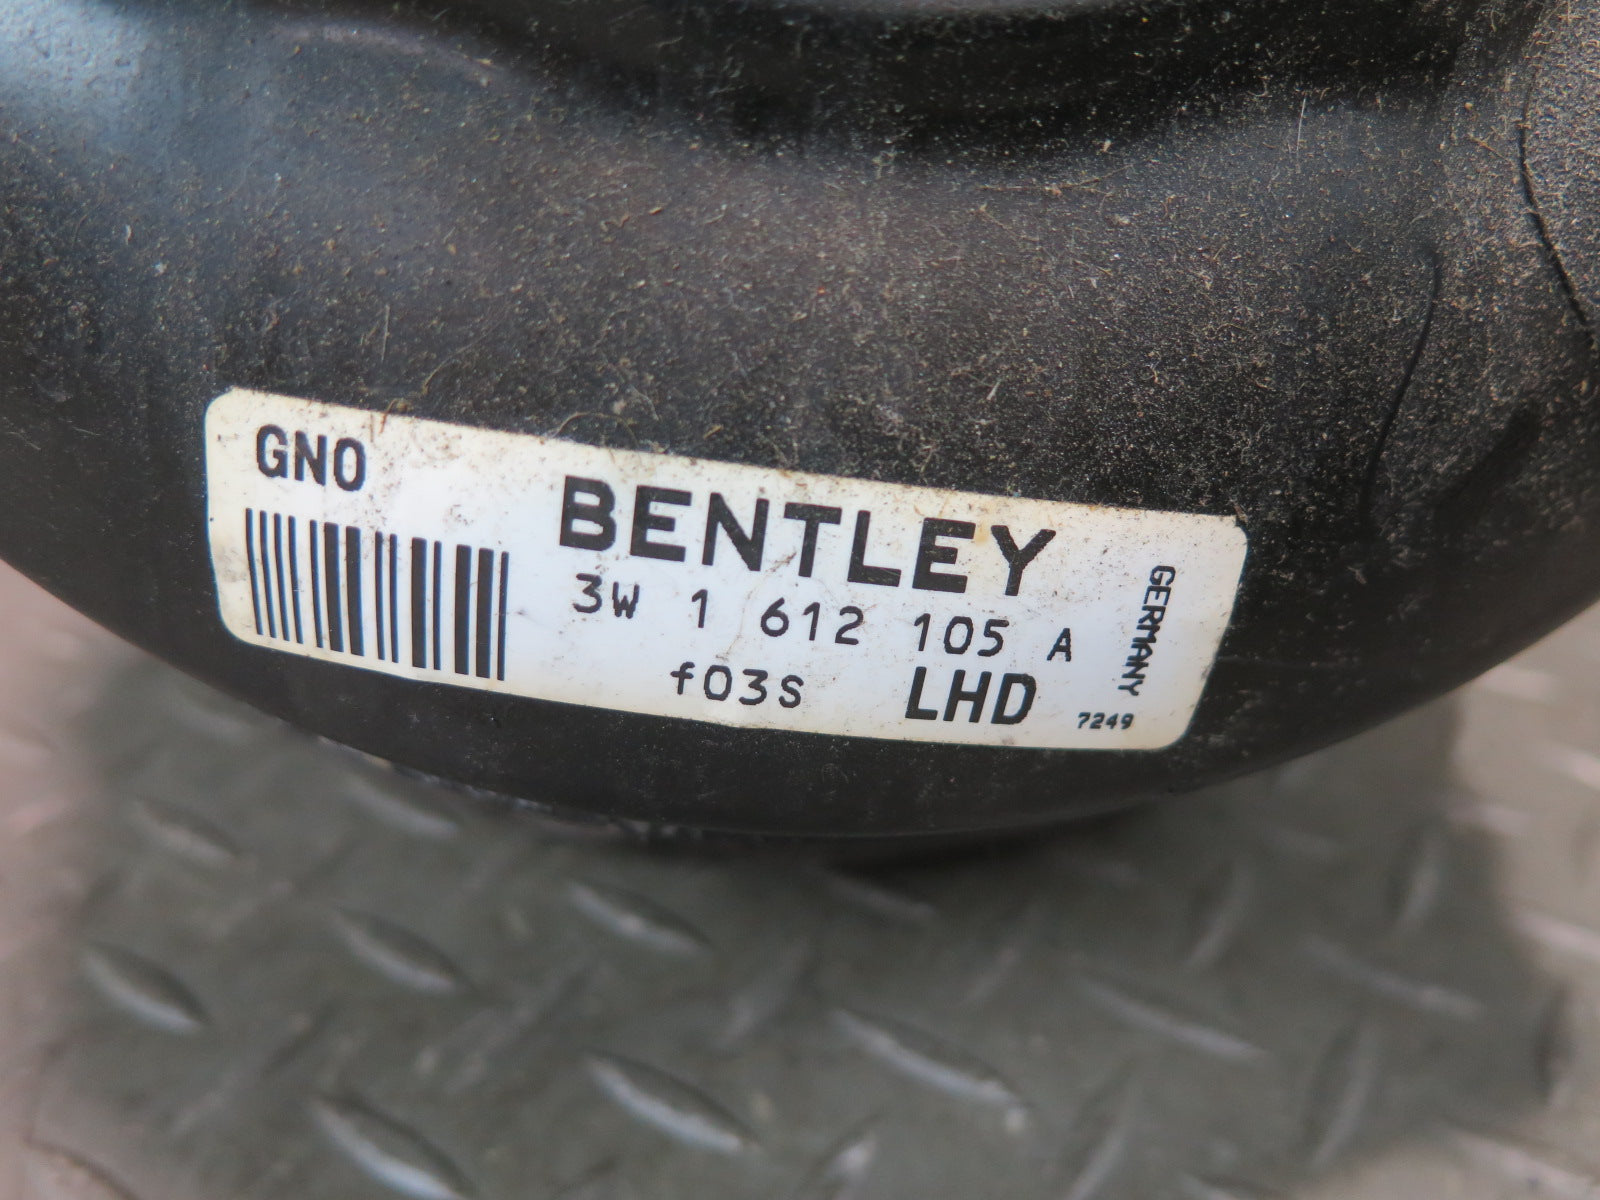 GNO
BENTLEY
3W 1 612 105 A
f03S LHD
GERMANY
7249